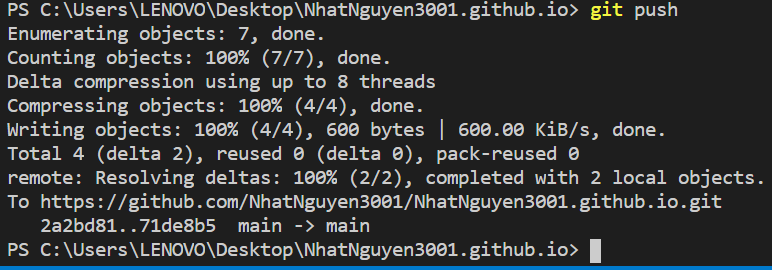 PS C:\Users\LENOVO\Desktop\NhatNguyen3001.github.io> git push
Enumerating objects: 7, done.
Counting objects: 100% (7/7), done.
Delta compression using up to 8 threads
Compressing objects: 100% (4/4), done.
Writing objects: 100% (4/4), 600 bytes | 600.00 KiB/s, done.
Total 4 (delta 2), reused 0 (delta 0), pack-reused 0
remote: Resolving deltas: 100% (2/2), completed with 2 local objects.
To https://github.com/NhatNguyen3001/NhatNguyen3001.github.io.git
   2a2bd81..71de8b5  main -> main
PS C:\Users\LENOVO\Desktop\NhatNguyen3001.github.io>